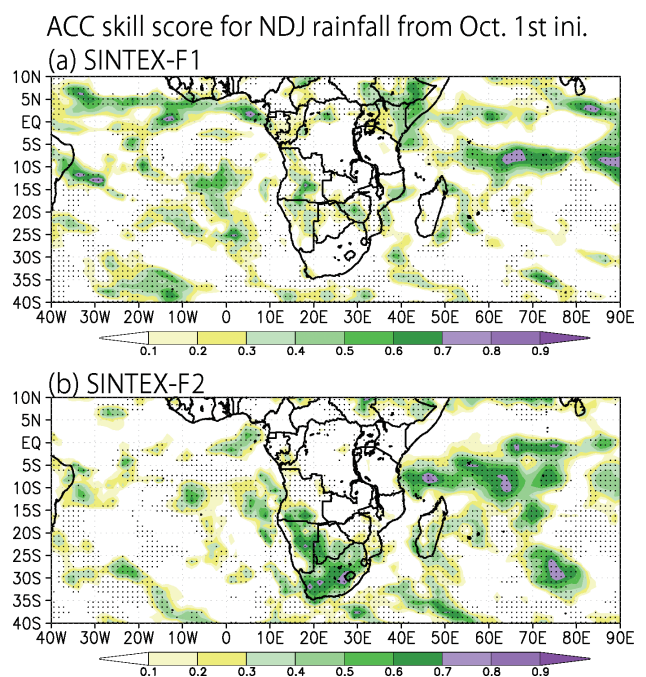 ACC skill score for NDJ rainfall from Oct. 1st ini.
(a) SINTEX-F1
10N
5N
EQ
5S
10S
15S
20S
25S
30S
35S
40S
40W 30W 20W 10W 0 10E 20E 30E 40E 50E 60E 70E 80E 90E
0.1 0.2 0.3 0.4 0.5 0.6 0.7 0.8 0.9
(b) SINTEX-F2
10N
5N
EQ
5S
10S
15S
20S
25S
30S
35S
40S
40W 30W 20W 10W 0 10E 20E 30E 40E 50E 60E 70E 80E 90E
0.1 0.2 0.3 0.4 0.5 0.6 0.7 0.8 0.9